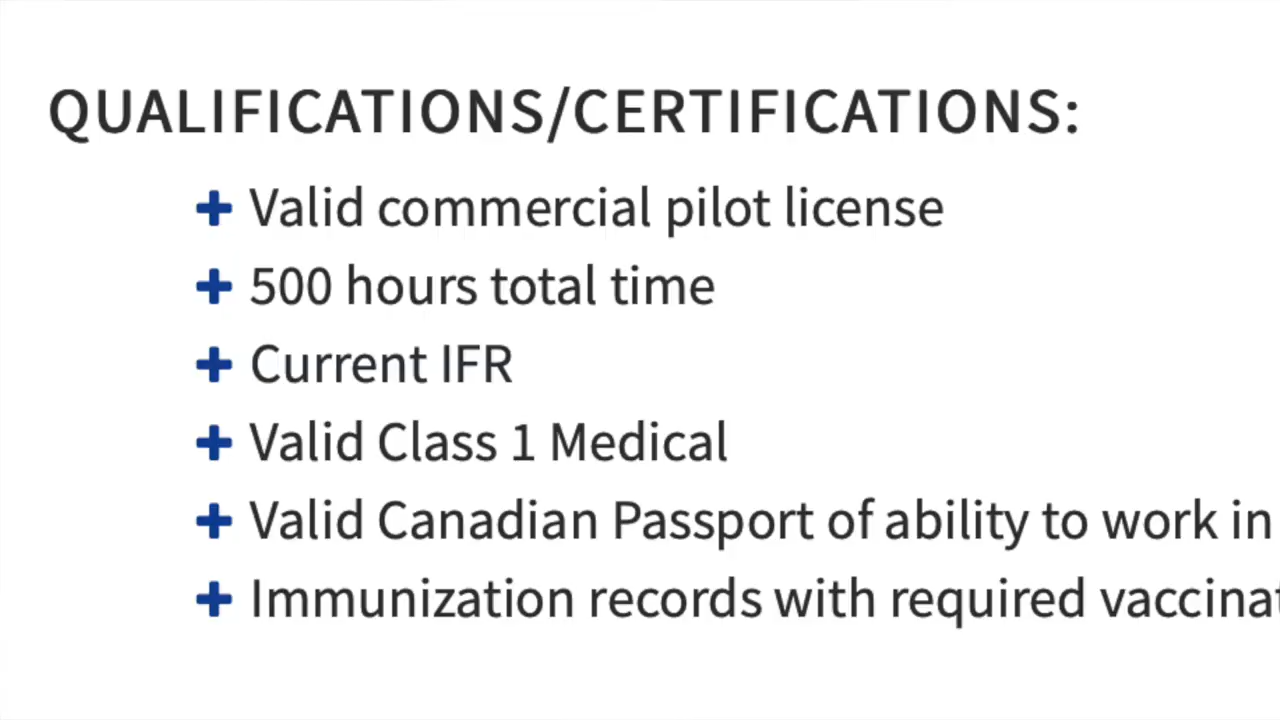 QUALIFICATIONS/CERTIFICATIONS:
Valid commercial pilot license
500 hours total time
Current IFR
Valid Class 1 Medical
Valid Canadian Passport of ability to work in
Immunization records with required